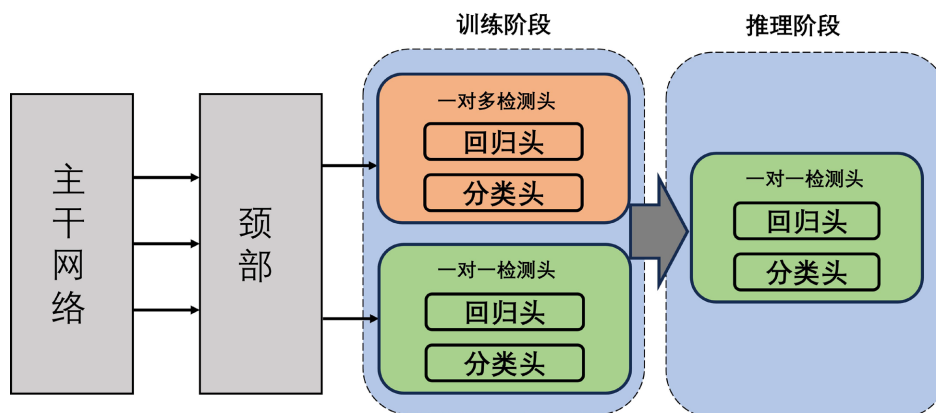 训练阶段
推理阶段
主干网络
颈部
一对多检测头
回归头
分类头
一对一检测头
回归头
分类头
一对一检测头
回归头
分类头